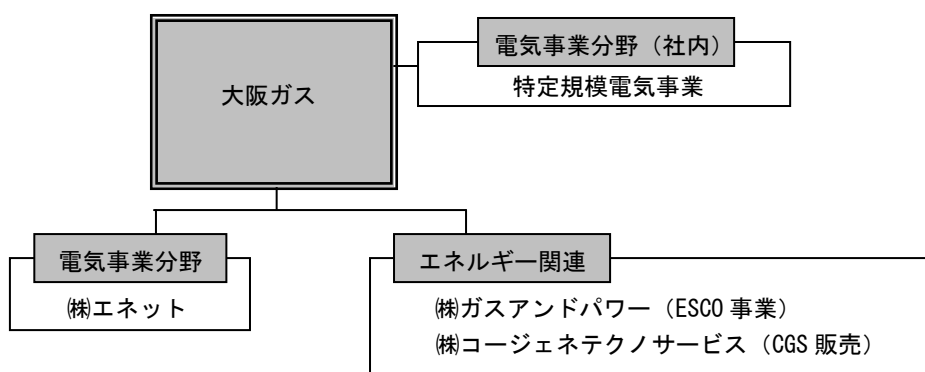 電気事業分野（社内）
特定規模電気事業
大阪ガス
電気事業分野
㈱エネット
エネルギー関連
㈱ガスアンドパワー（ESCO 事業）
㈱コージェネテクノサービス（CGS 販売）